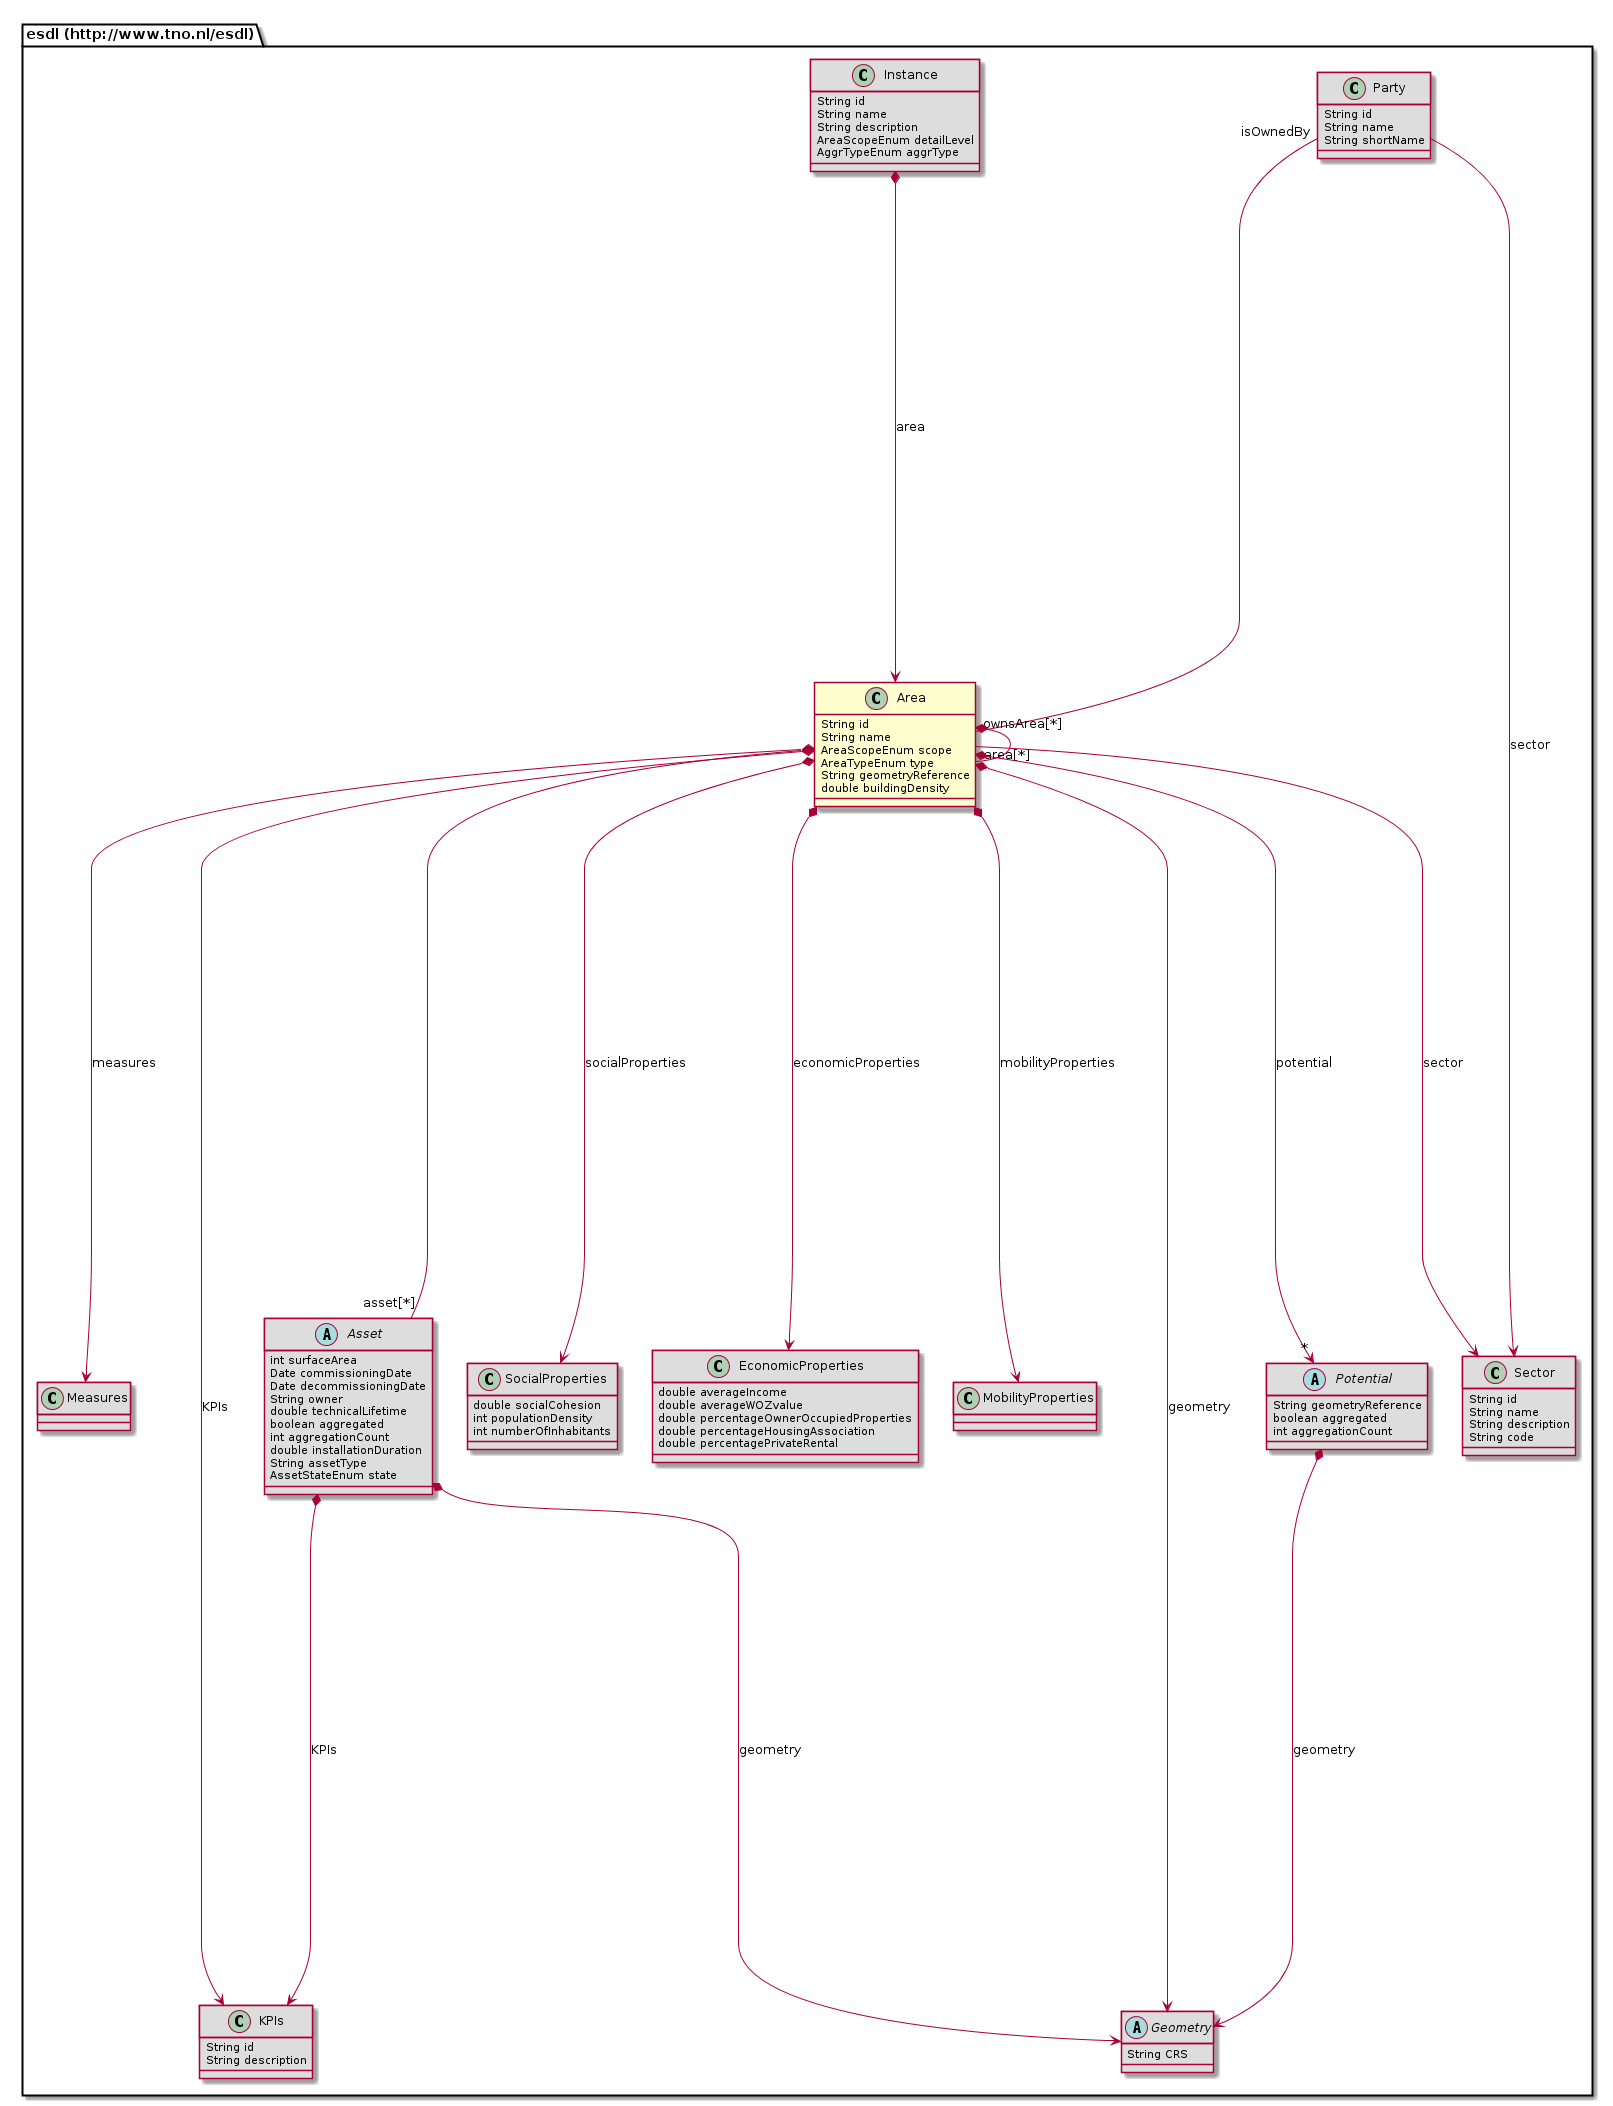 esdl (http://www.tno.nl/esdl)
C Instance
String id
String name
String description
AreaScopeEnum detailLevel
AggrTypeEnum aggrType
C Party
String id
String name
String shortName
isOwnedBy
area
sector
C Area
String id
String name
AreaScopeEnum scope
AreaTypeEnum type
String geometryReference
double buildingDensity
ownsArea[*]
area[*]
measures
socialProperties
economicProperties
mobilityProperties
potential
sector
asset[*]
*
KPIs
geometry
C Measures
A Asset
int surfaceArea
Date commissioningDate
Date decommissioningDate
String owner
double technicalLifetime
boolean aggregated
int aggregationCount
double installationDuration
String assetType
AssetStateEnum state
C SocialProperties
double socialCohesion
int populationDensity
int numberOfInhabitants
C EconomicProperties
double averageIncome
double averageWOZvalue
double percentageOwnerOccupiedProperties
double percentageHousingAssociation
double percentagePrivateRental
C MobilityProperties
A Potential
String geometryReference
boolean aggregated
int aggregationCount
C Sector
String id
String name
String description
String code
KPIs
geometry
geometry
C KPIs
String id
String description
A Geometry
String CRS